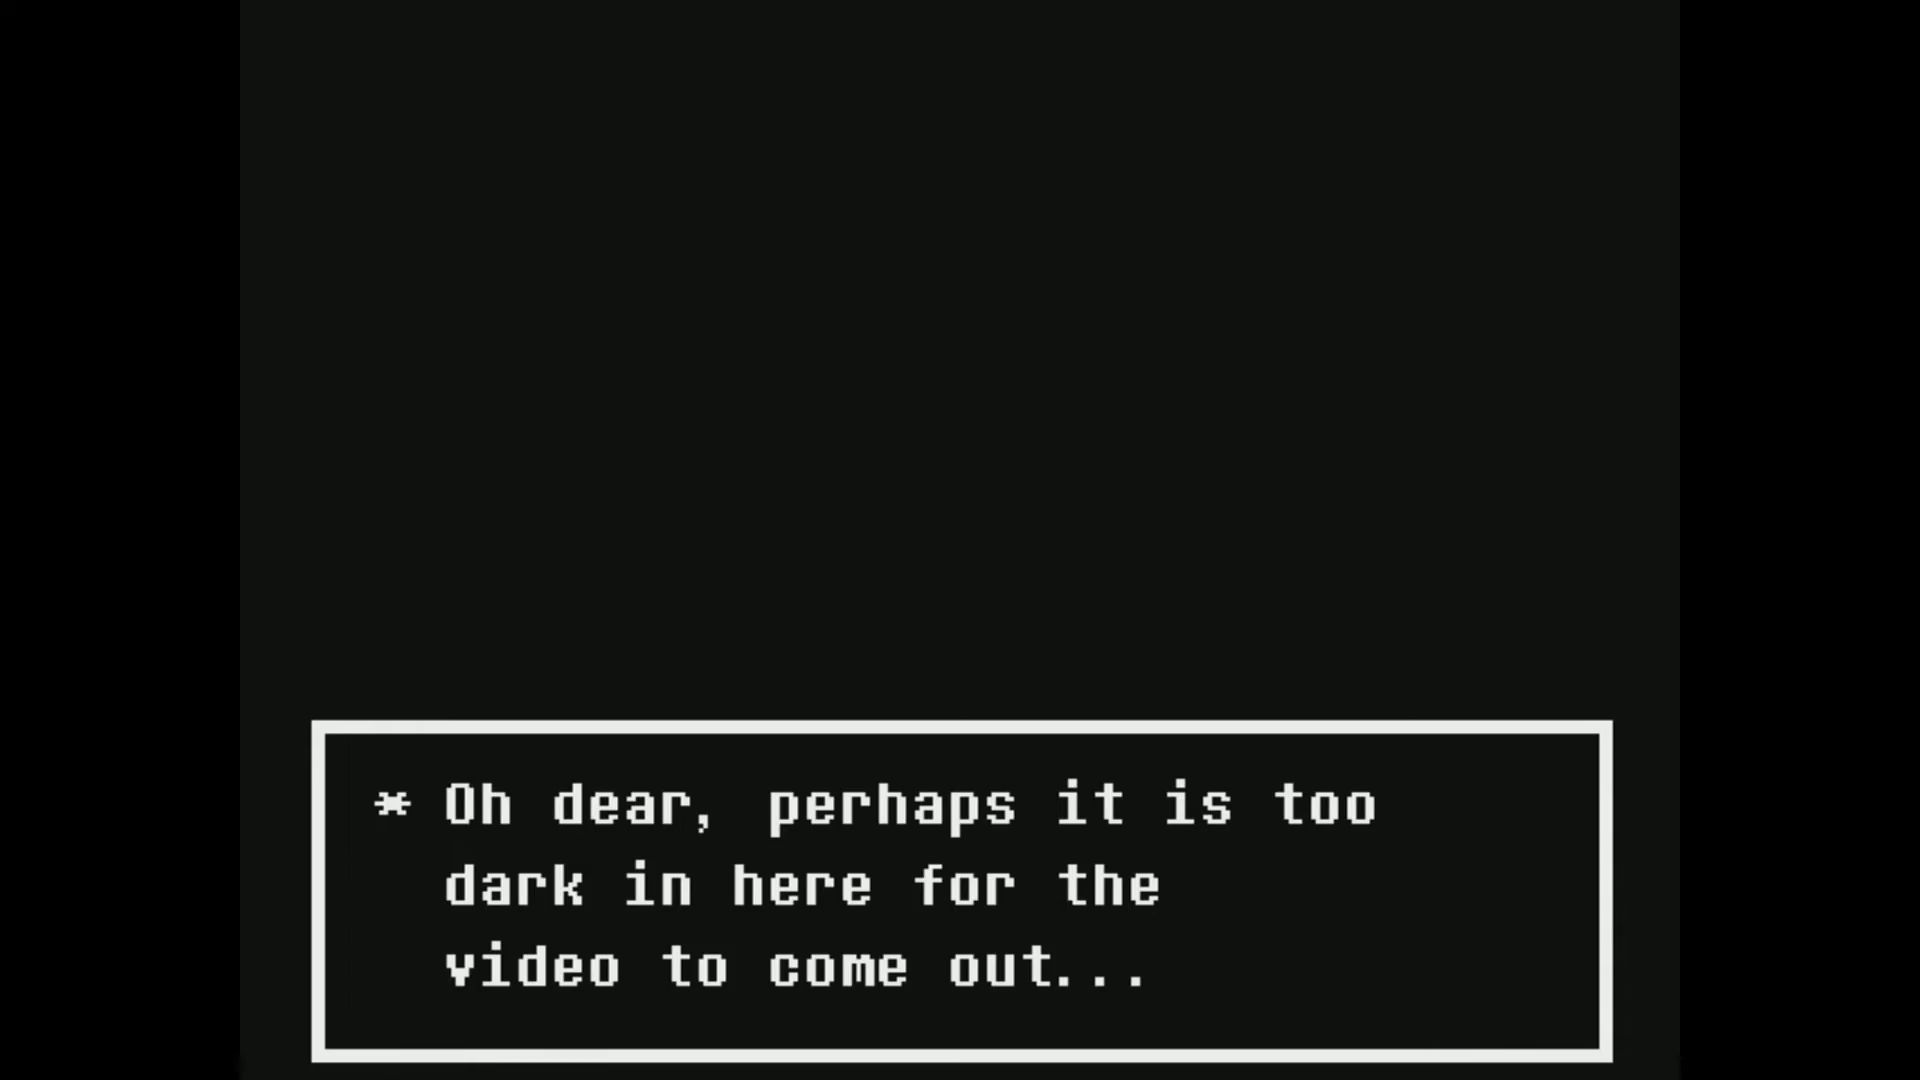 * Oh dear, perhaps it is too
dark in here for the
video to come out...